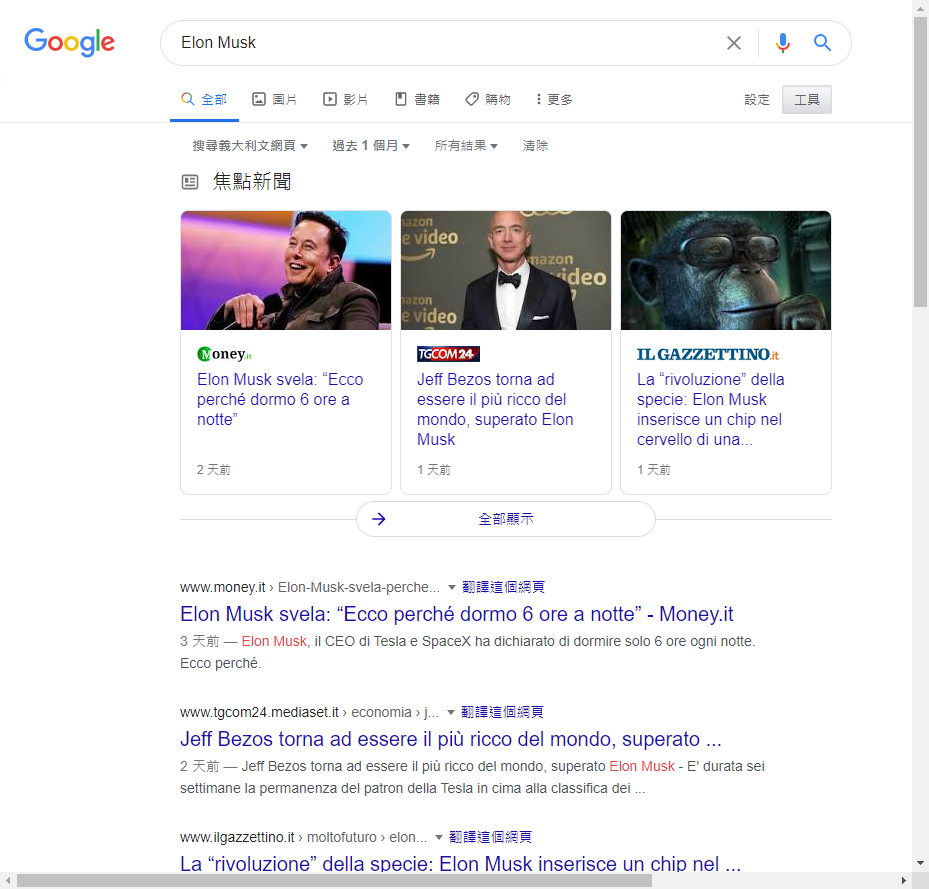 Google
Elon Musk
全部
圖片
影片
書籍
購物
更多
設定
工具
搜尋義大利文網頁
過去 1 個月
所有結果
清除
焦點新聞
amazon
prime video
azon
e video
amazon
video
Money.it
Elon Musk svela: “Ecco
perché dormo 6 ore a
notte”
2 天前
TGCOM24
Jeff Bezos torna ad
essere il più ricco del
mondo, superato Elon
Musk
1 天前
IL GAZZETTINO.it
La “rivoluzione” della
specie: Elon Musk
inserisce un chip nel
cervello di una...
1 天前
全部顯示
www.money.it › Elon-Musk-svela-perche... 翻譯這個網頁
Elon Musk svela: “Ecco perché dormo 6 ore a notte” - Money.it
3 天前 — Elon Musk, il CEO di Tesla e SpaceX ha dichiarato di dormire solo 6 ore ogni notte.
Ecco perché.
www.tgcom24.mediaset.it › economia › j... 翻譯這個網頁
Jeff Bezos torna ad essere il più ricco del mondo, superato ...
2 天前 — Jeff Bezos torna ad essere il più ricco del mondo, superato Elon Musk - E' durata sei
settimane la permanenza del patron della Tesla in cima alla classifica dei ...
www.ilgazzettino.it › moltofuturo › elon... 翻譯這個網頁
La “rivoluzione” della specie: Elon Musk inserisce un chip nel ...